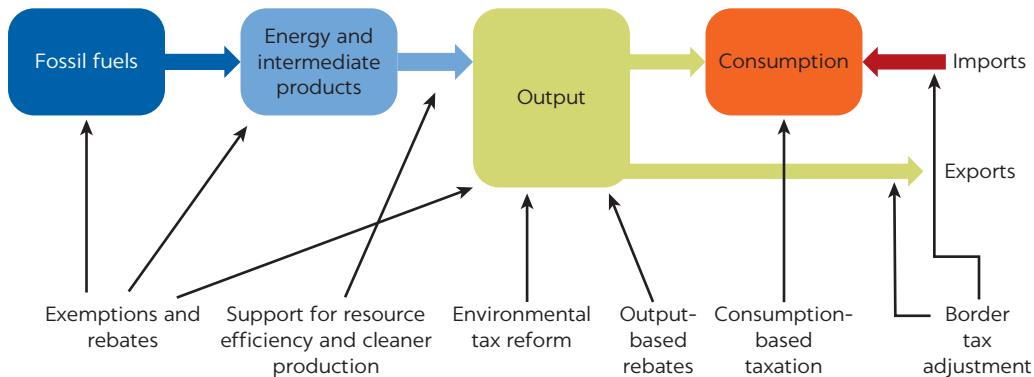 Fossil fuels
Energy and
intermediate
products
Output
Consumption
Imports
Exports
Exemptions and
rebates
Support for resource
efficiency and cleaner
production
Environmental
tax reform
Output-
based
rebates
Consumption-
based
taxation
Border
tax
adjustment